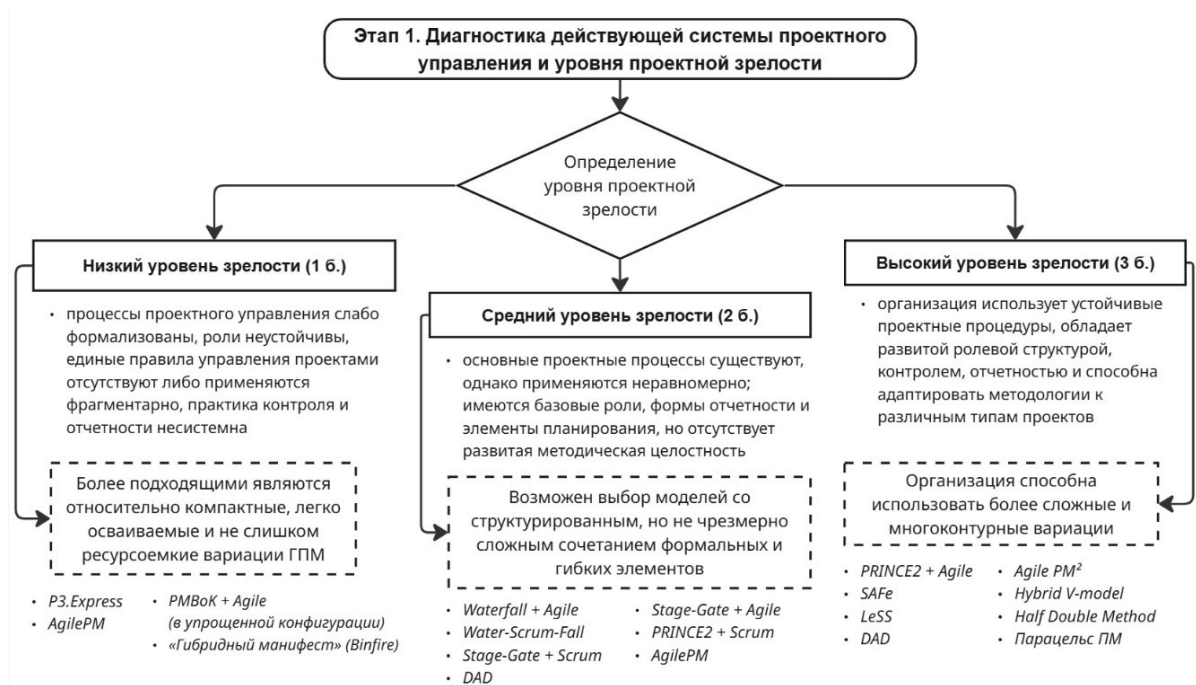 Этап 1. Диагностика действующей системы проектного
управления и уровня проектной зрелости
Определение
уровня проектной
зрелости
Низкий уровень зрелости (1 б.)
• процессы проектного управления слабо
формализованы, роли неустойчивы,
единые правила управления проектами
отсутствуют либо применяются
фрагментарно, практика контроля и
отчетности несистемна
Более подходящими являются
относительно компактные, легко
осваиваемые и не слишком
ресурсоемкие вариации ГПМ
• P3.Express
• AgilePM
• PMBoK + Agile
(в упрощенной конфигурации)
• «Гибридный манифест» (Binfire)
Средний уровень зрелости (2 б.)
• основные проектные процессы существуют,
однако применяются неравномерно;
имеются базовые роли, формы отчетности и
элементы планирования, но отсутствует
развитая методическая целостность
Возможен выбор моделей со
структурированным, но не чрезмерно
сложным сочетанием формальных и
гибких элементов
• Waterfall + Agile
• Water-Scrum-Fall
• Stage-Gate + Scrum
• DAD
• Stage-Gate + Agile
• PRINCE2 + Scrum
• AgilePM
Высокий уровень зрелости (3 б.)
• организация использует устойчивые
проектные процедуры, обладает
развитой ролевой структурой,
контролем, отчетностью и способна
адаптировать методологии к
различным типам проектов
Организация способна
использовать более сложные и
многоконтурные вариации
• PRINCE2 + Agile
• SAFe
• LeSS
• DAD
• Agile PM²
• Hybrid V-model
• Half Double Method
• Парацельс ПМ